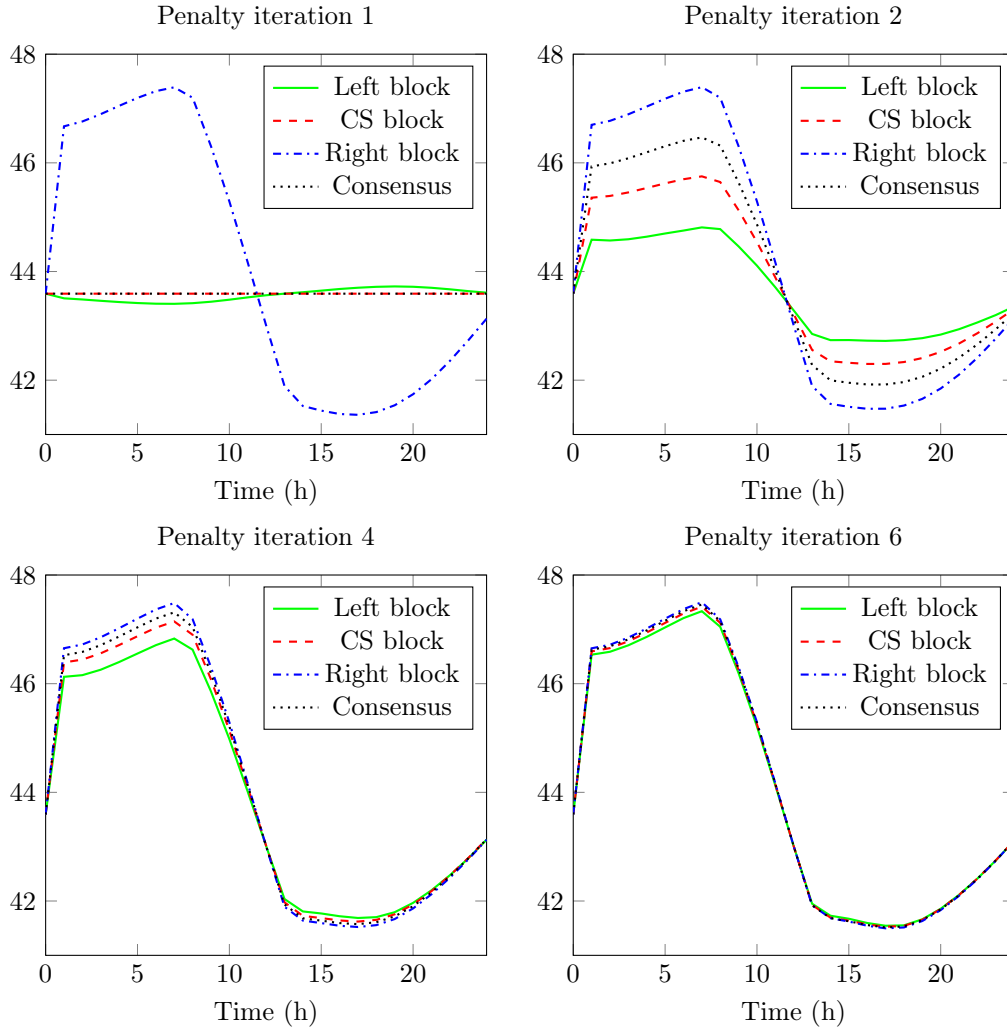 Penalty iteration 1
48
46
44
42
0
5
10
15
20
Time (h)
Left block
CS block
Right block
Consensus
Penalty iteration 2
48
46
44
42
0
5
10
15
20
Time (h)
Left block
CS block
Right block
Consensus
Penalty iteration 4
48
46
44
42
0
5
10
15
20
Time (h)
Left block
CS block
Right block
Consensus
Penalty iteration 6
48
46
44
42
0
5
10
15
20
Time (h)
Left block
CS block
Right block
Consensus